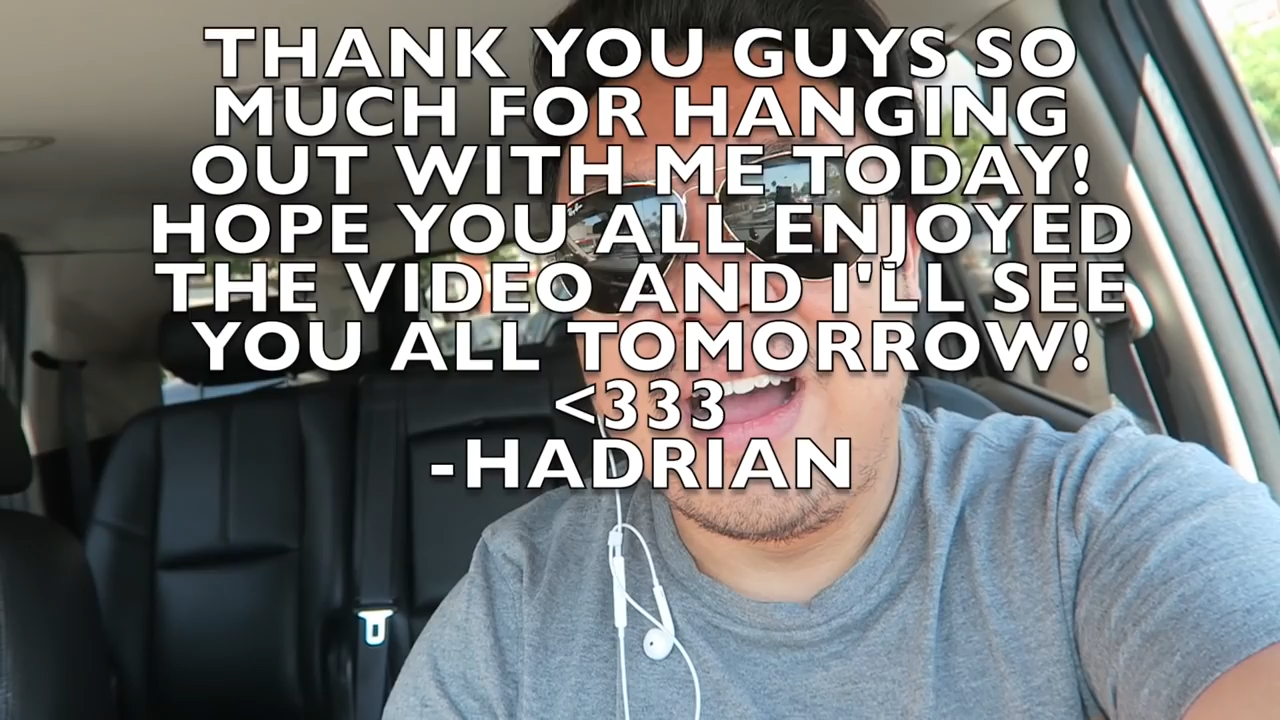 THANK YOU GUYS SO
MUCH FOR HANGING
OUT WITH ME TODAY!
HOPE YOU ALL ENJOYED
THE VIDEO AND I'LL SEE
YOU ALL TOMORROW!
<333
-HADRIAN